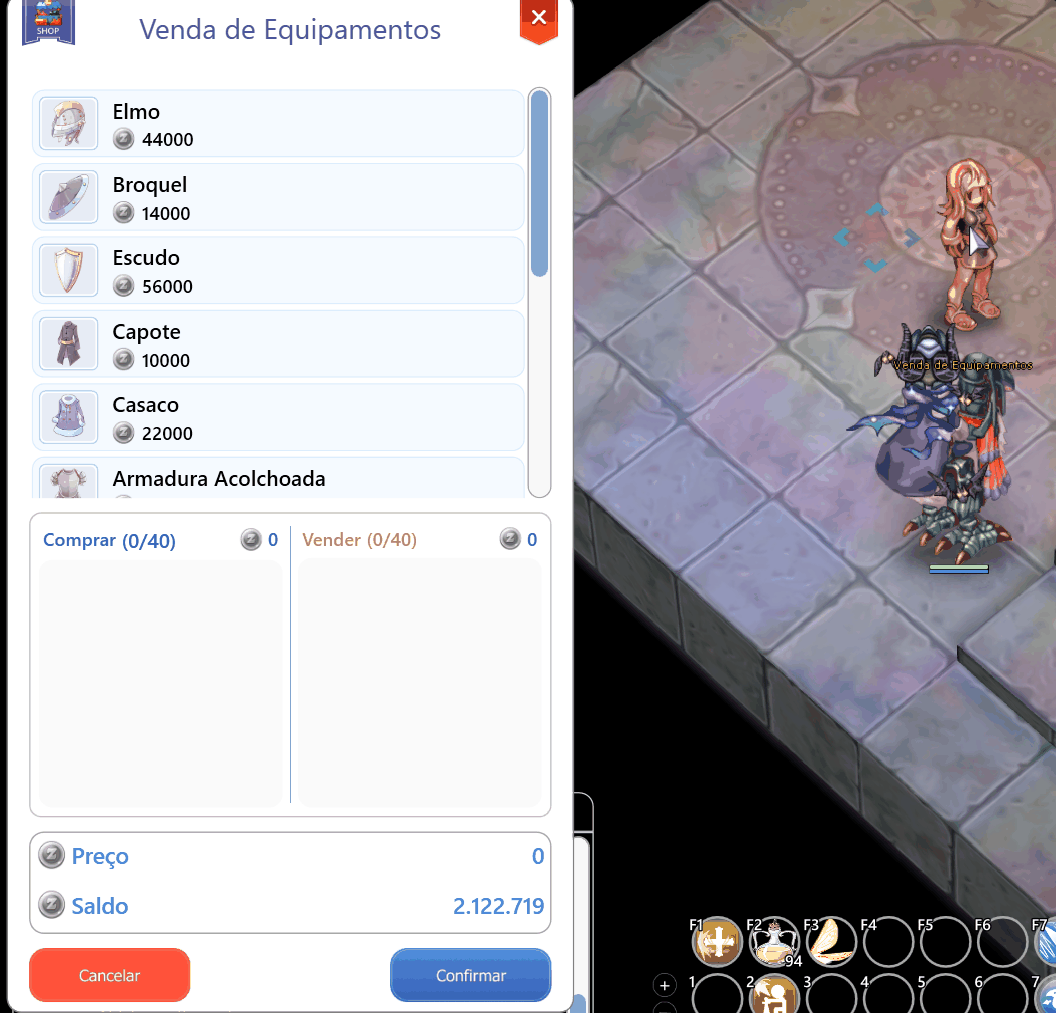 SHOP
Venda de Equipamentos
Elmo
44000
Broquel
14000
Escudo
56000
Capote
10000
Casaco
22000
Armadura Acolchoada
Comprar (0/40) 0
Vender (0/40) 0
Preço 0
Saldo 2.122.719
Cancelar
Confirmar
Venda de Equipamentos
F1 F2 F3 F4 F5 F6 F7
94
1 2 3 4 5 6 7